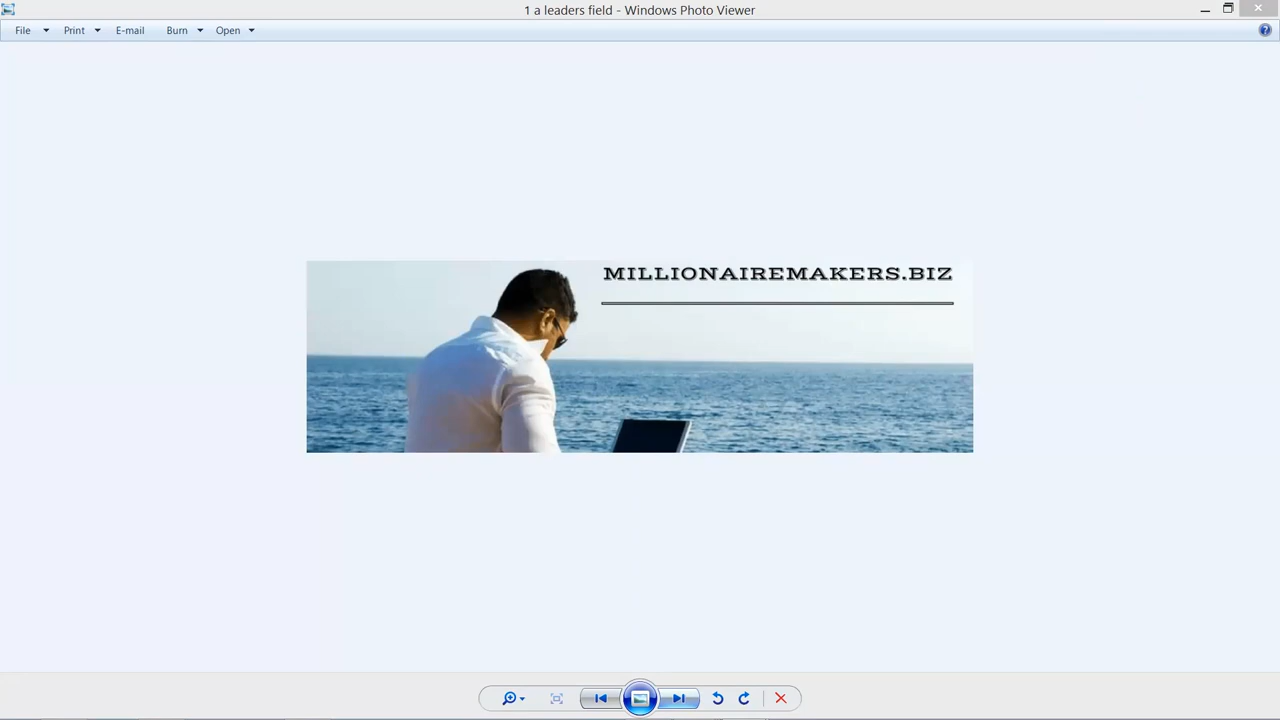 1 a leaders field - Windows Photo Viewer
File Print E-mail Burn Open
MILLIONAIREMAKERS.BIZ